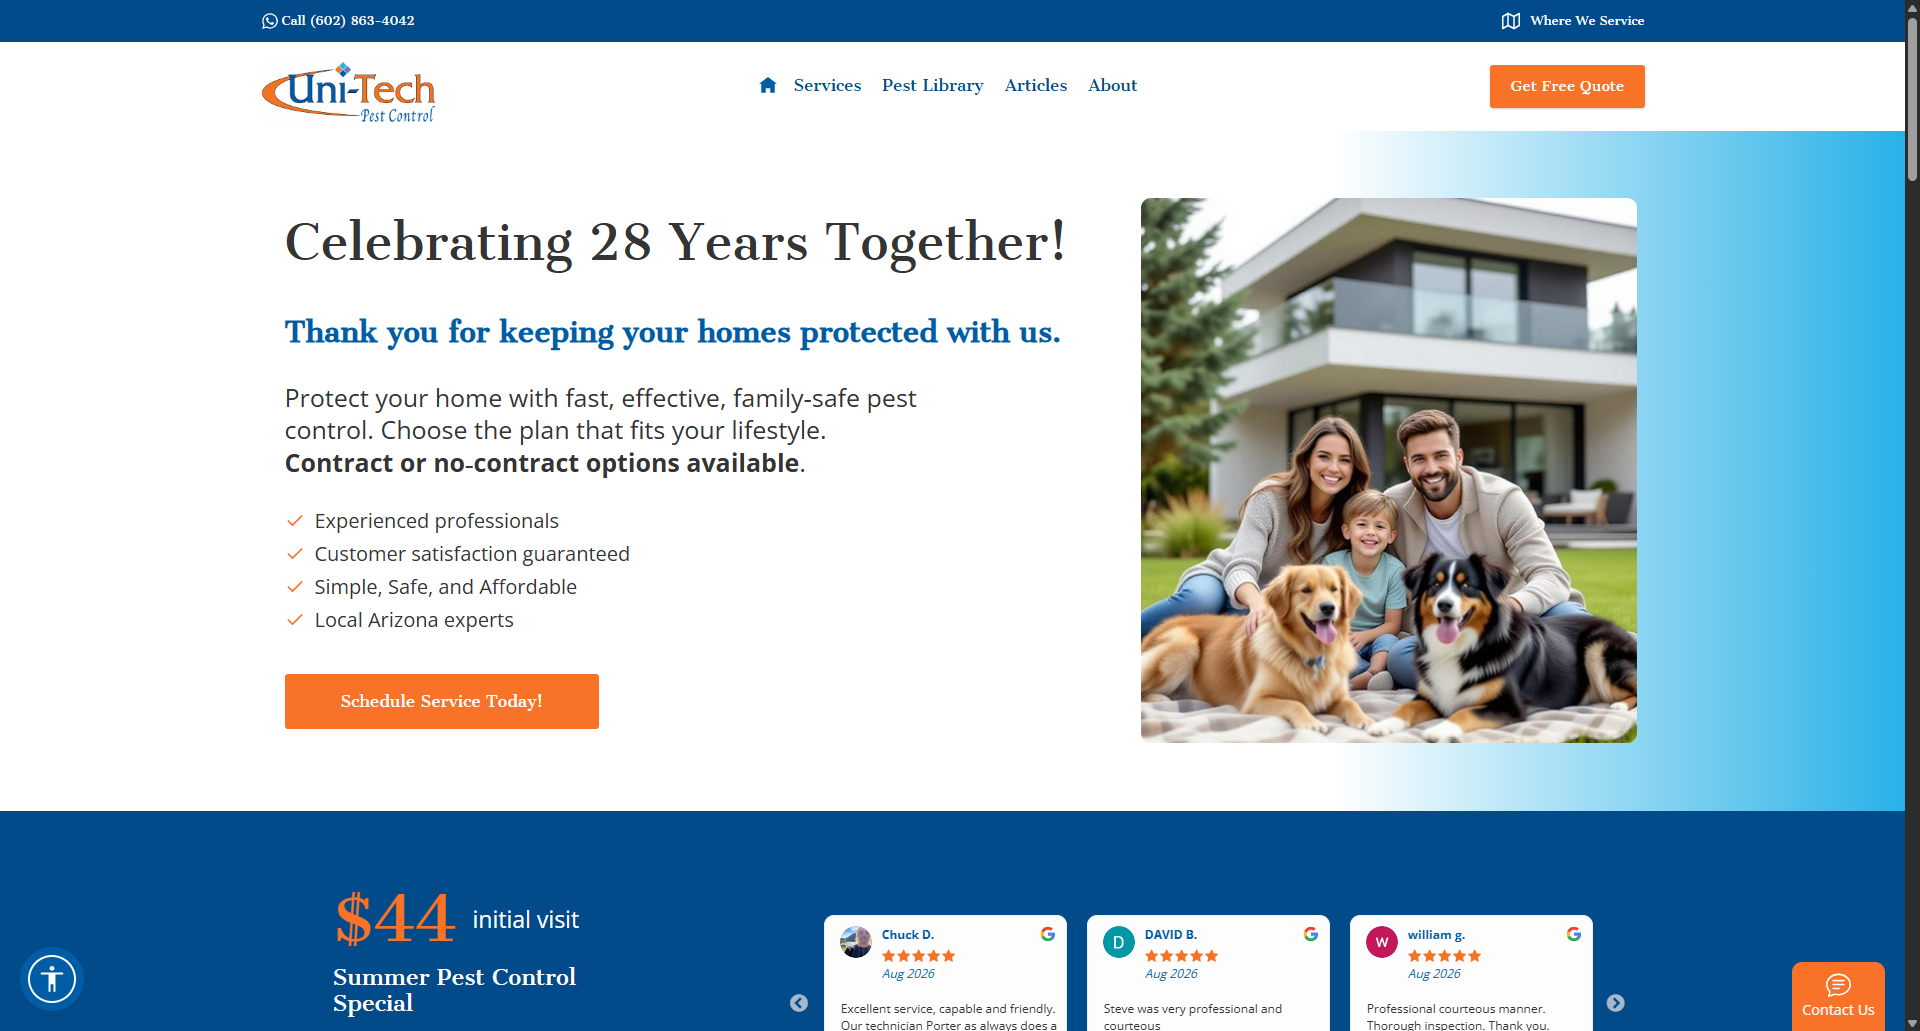 Call (602) 863-4042
Where We Service
Uni-Tech
Pest Control
Services
Pest Library
Articles
About
Get Free Quote
Celebrating 28 Years Together!
Thank you for keeping your homes protected with us.
Protect your home with fast, effective, family-safe pest
control. Choose the plan that fits your lifestyle.
Contract or no-contract options available.
Experienced professionals
Customer satisfaction guaranteed
Simple, Safe, and Affordable
Local Arizona experts
Schedule Service Today!
$44 initial visit
Summer Pest Control
Special
Chuck D.
Aug 2026
Excellent service, capable and friendly.
Our technician Porter as always does a
D
DAVID B.
Aug 2026
Steve was very professional and
courteous
W
william g.
Aug 2026
Professional courteous manner.
Thorough inspection. Thank you.
Contact Us